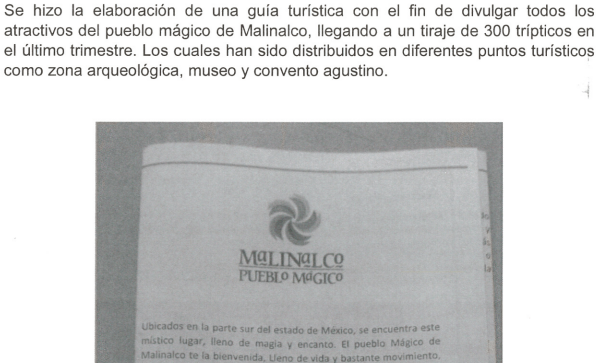 Se hizo la elaboración de una guía turística con el fin de divulgar todos los
atractivos del pueblo mágico de Malinalco, llegando a un tiraje de 300 trípticos en
el último trimestre. Los cuales han sido distribuidos en diferentes puntos turísticos
como zona arqueológica, museo y convento agustino.
MaLINaLCO
PUEBLO MaGICO
Ubicados en la parte sur del estado de México, se encuentra este
místico lugar, lleno de magia y encanto. El pueblo Mágico de
Malinalco te la bienvenida. Lleno de vida y bastante movimiento.